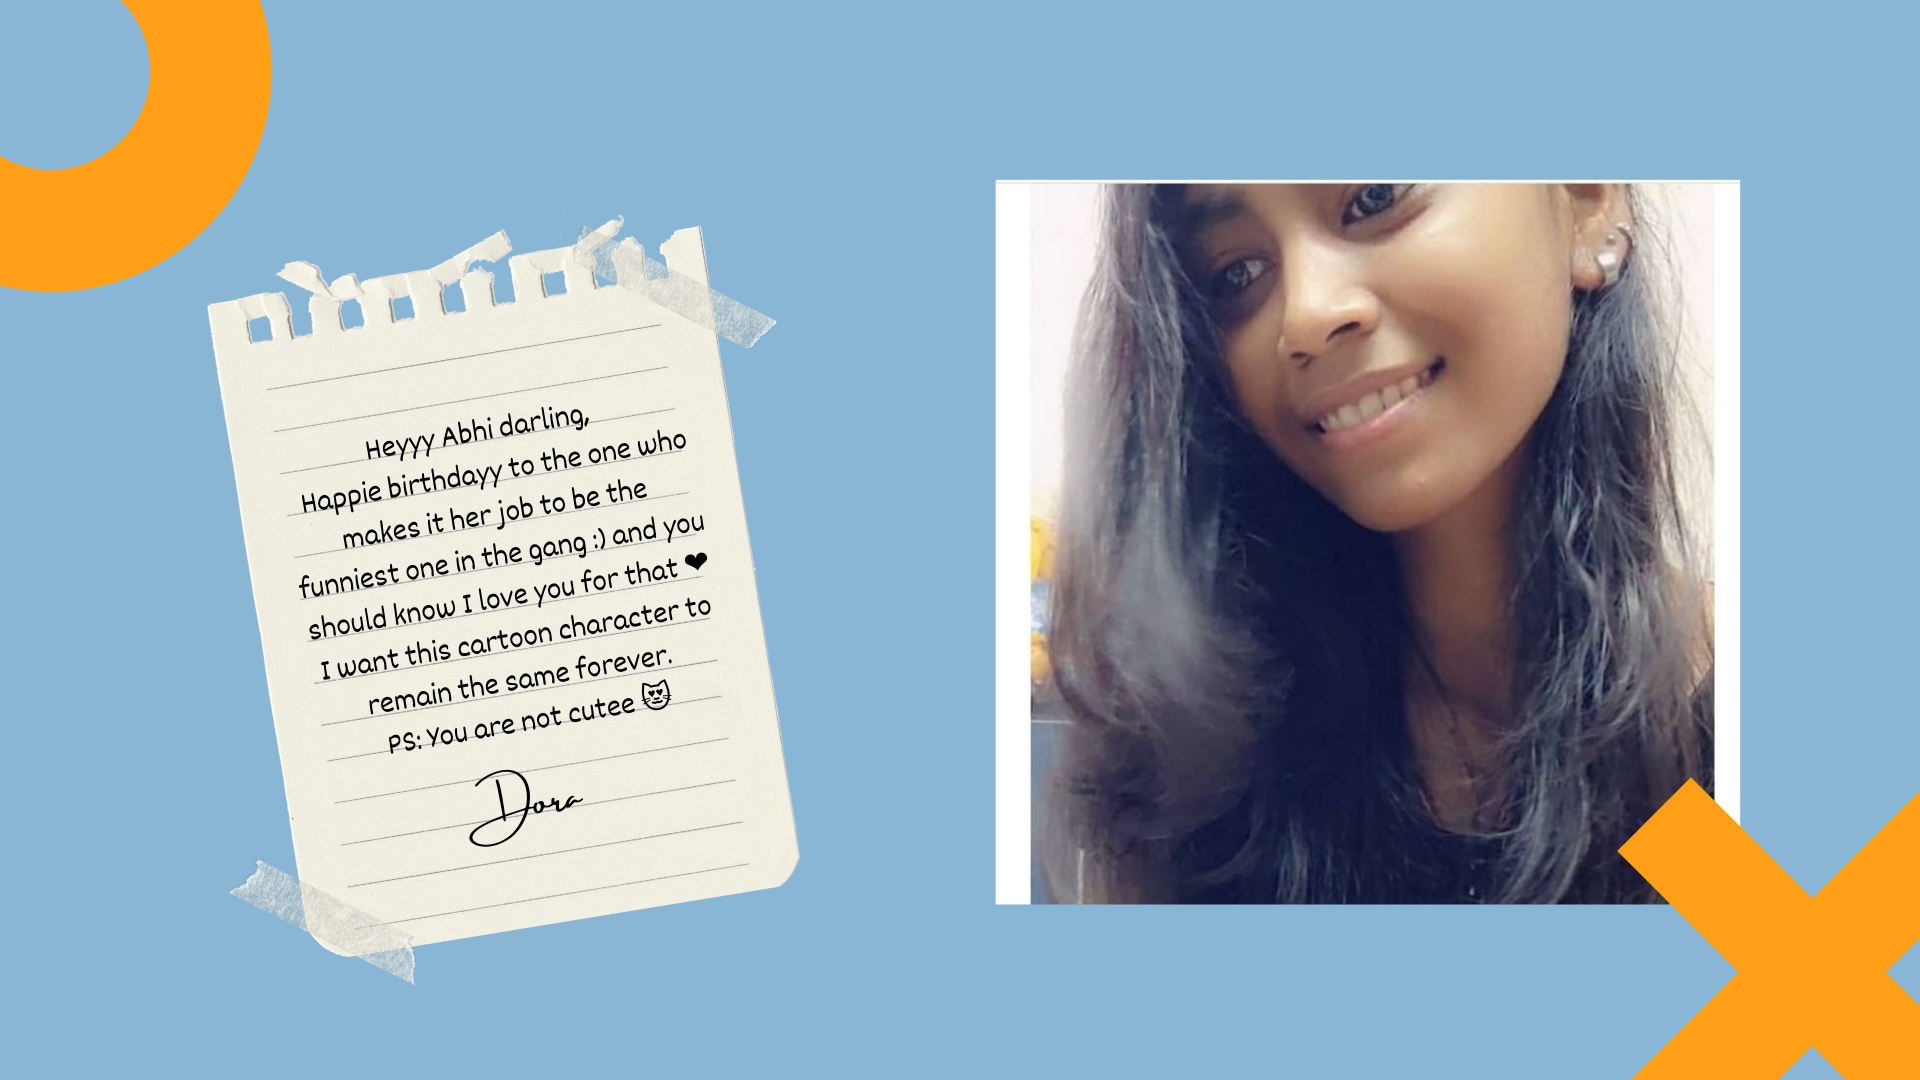 Heyyy Abhi darling,
Happie birthdayy to the one who
makes it her job to be the
funniest one in the gang :) and you
should know I love you for that ❤
I want this cartoon character to
remain the same forever.
PS: You are not cutee 😻
Dora